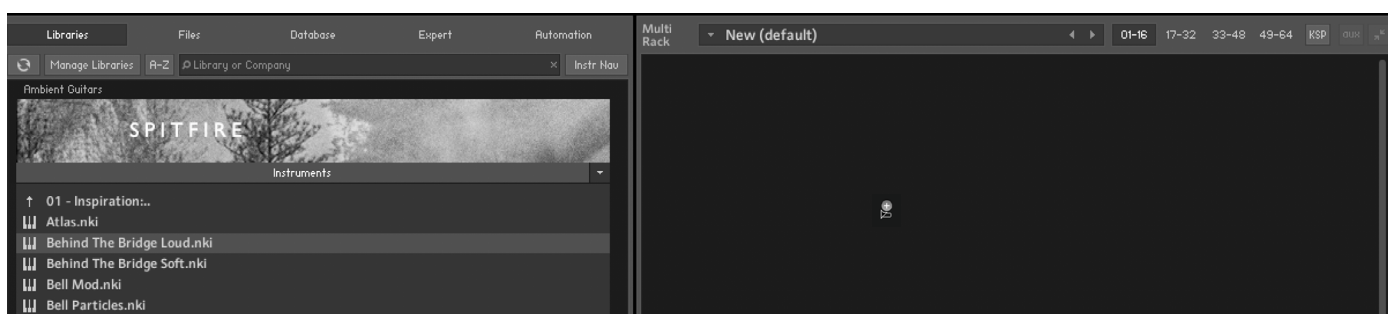 Libraries Files Database Expert Automation
Manage Libraries A-Z Library or Company × Instr Nav
Ambient Guitars
SPITFIRE
Instruments
01 - Inspiration:..
Atlas.nki
Behind The Bridge Loud.nki
Behind The Bridge Soft.nki
Bell Mod.nki
Bell Particles.nki
Multi Rack New (default) 01-16 17-32 33-48 49-64 KSP aux